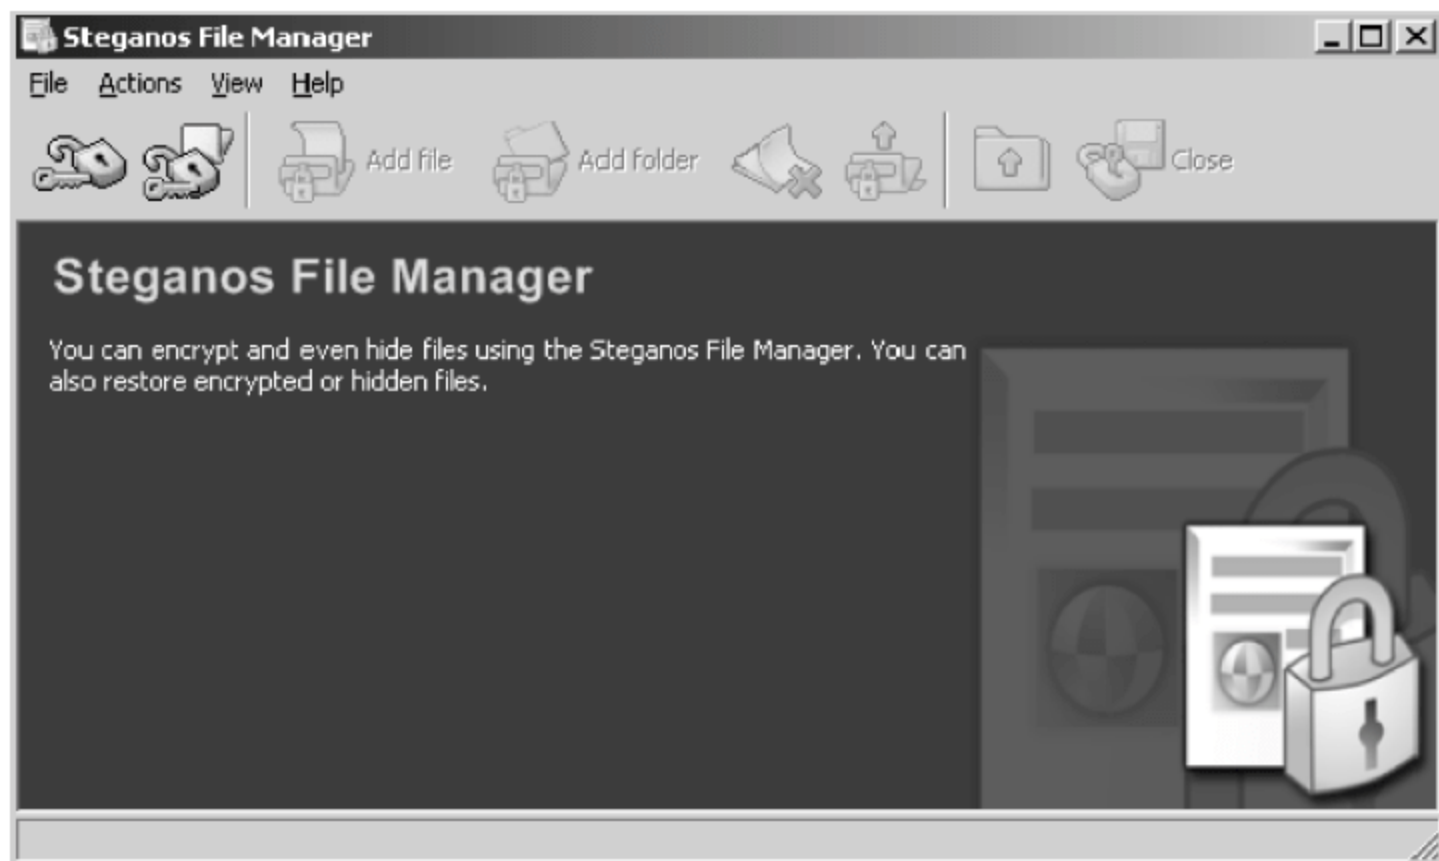 Steganos File Manager
File Actions View Help
Add file Add folder Close
Steganos File Manager
You can encrypt and even hide files using the Steganos File Manager. You can
also restore encrypted or hidden files.